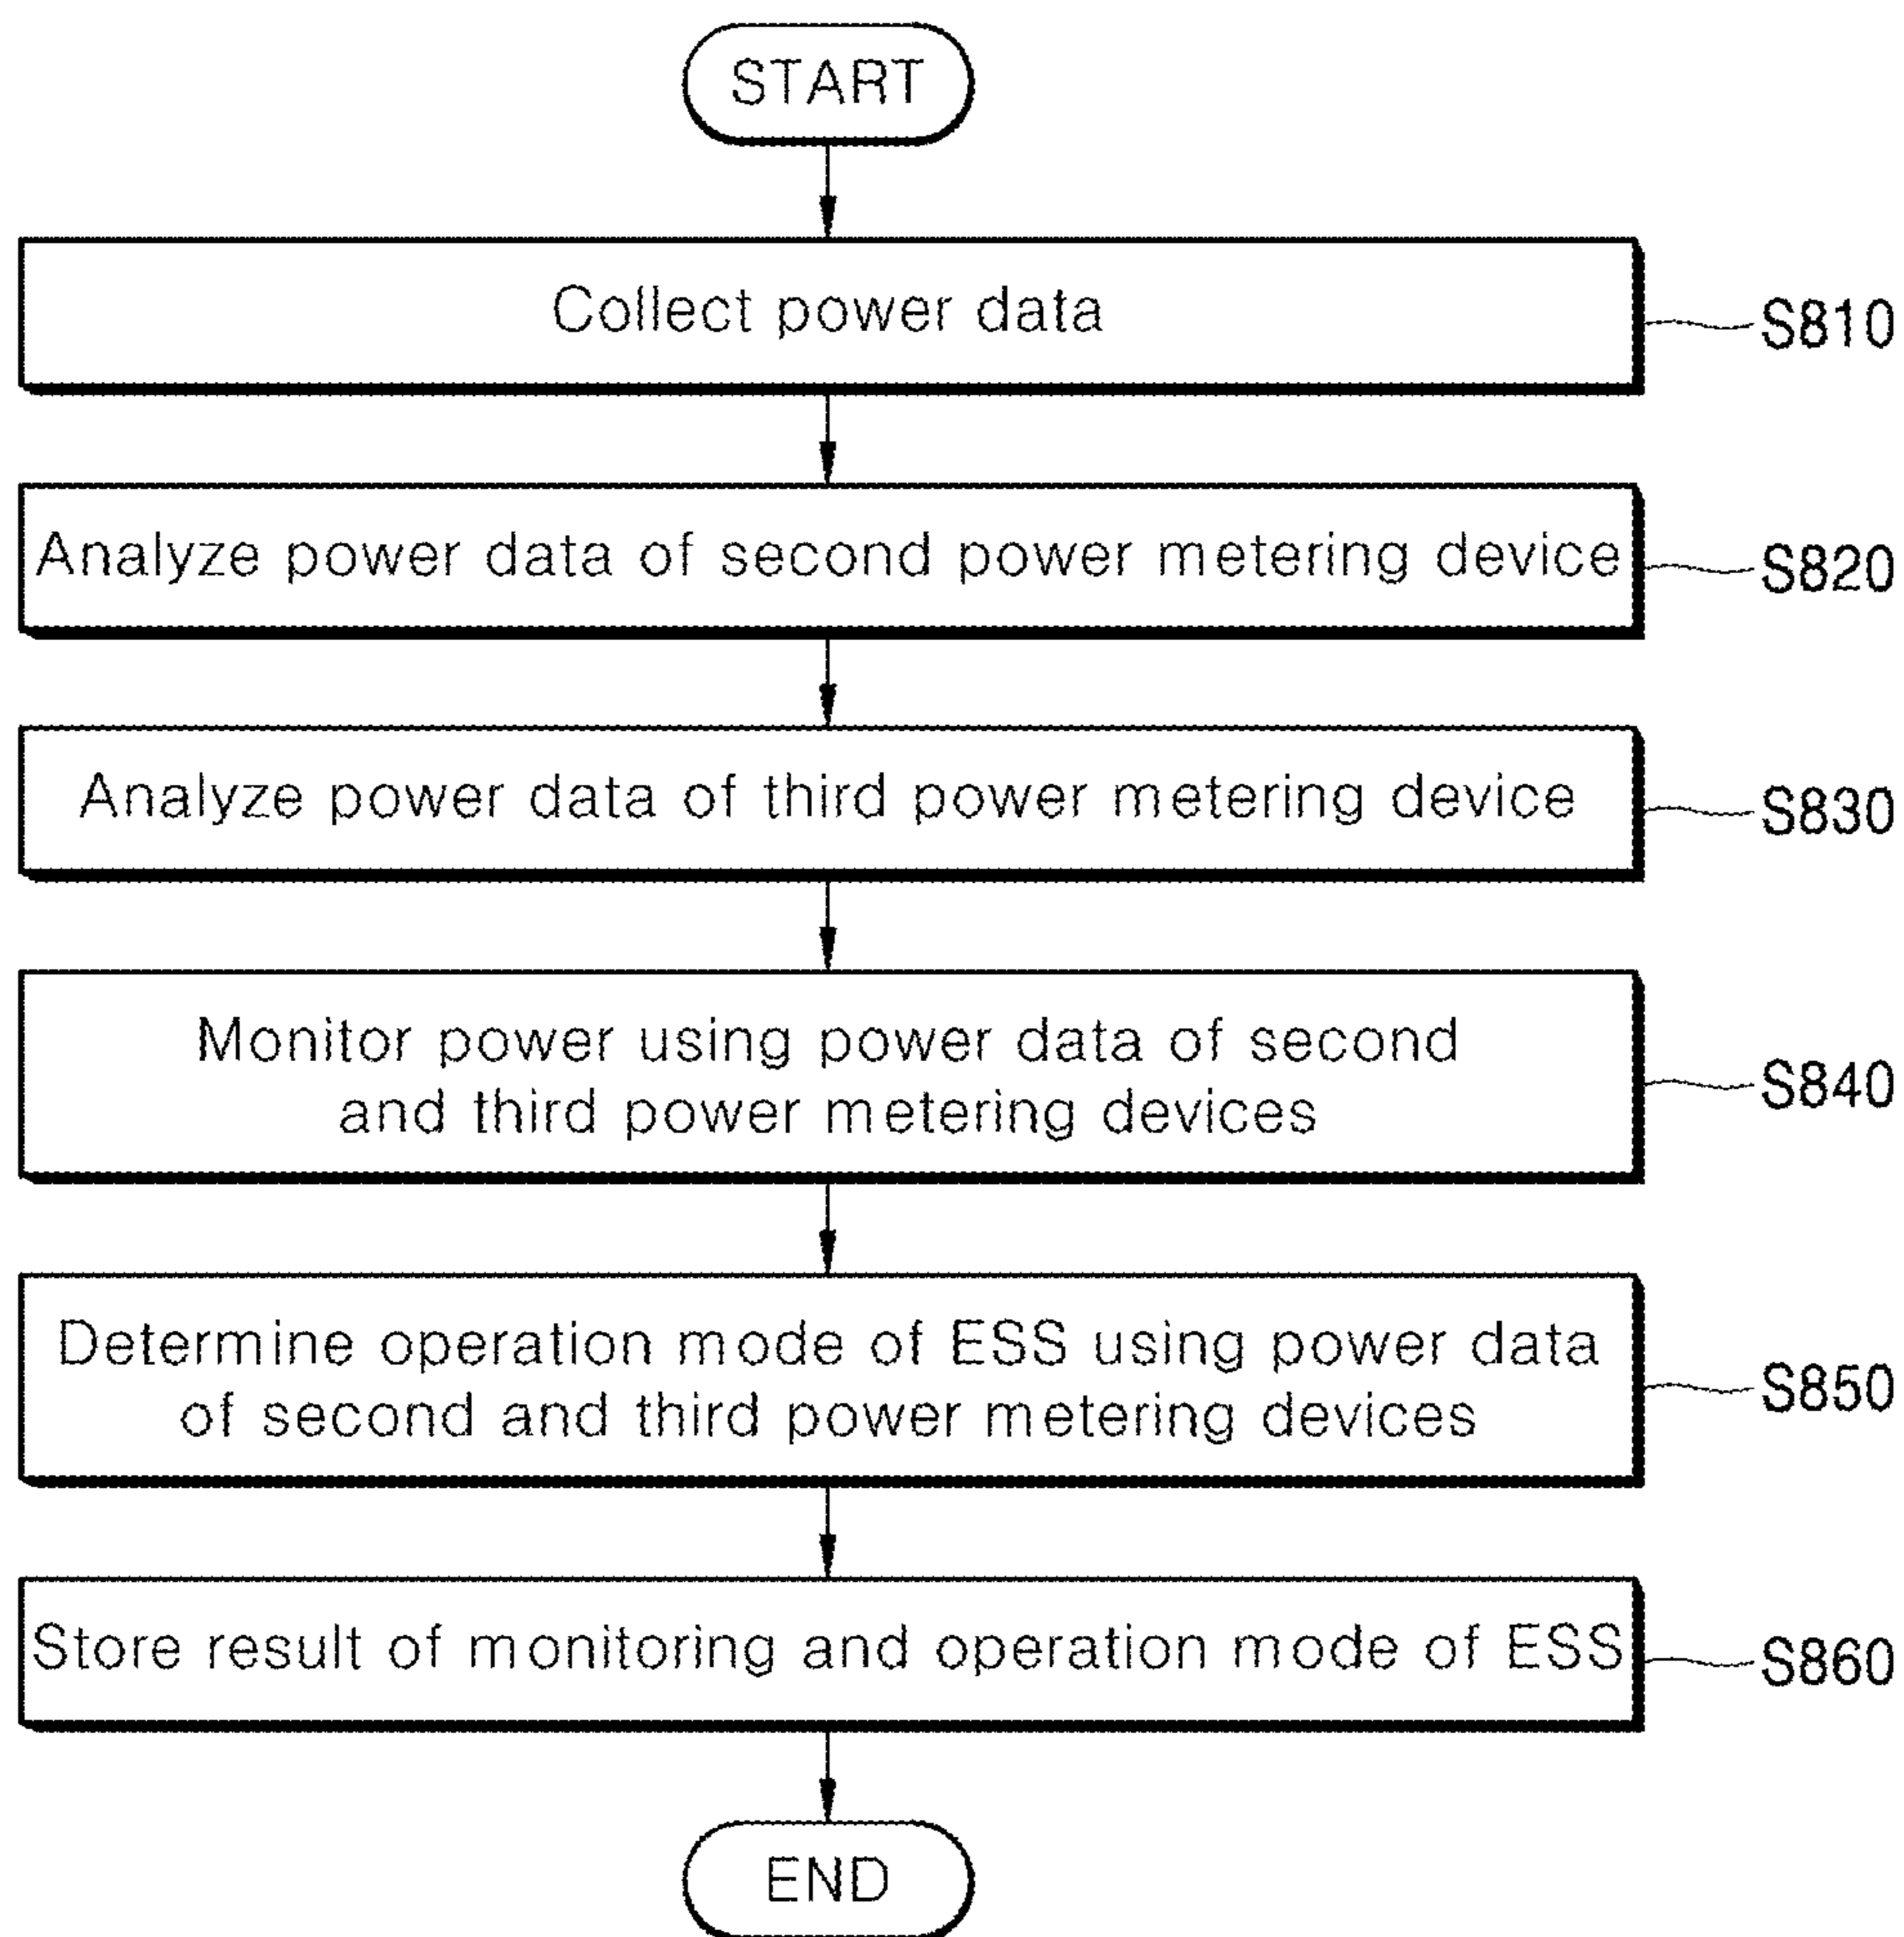 START
Collect power data
S810
Analyze power data of second power metering device
S820
Analyze power data of third power metering device
S830
Monitor power using power data of second
and third power metering devices
S840
Determine operation mode of ESS using power data
of second and third power metering devices
S850
Store result of monitoring and operation mode of ESS
S860
END